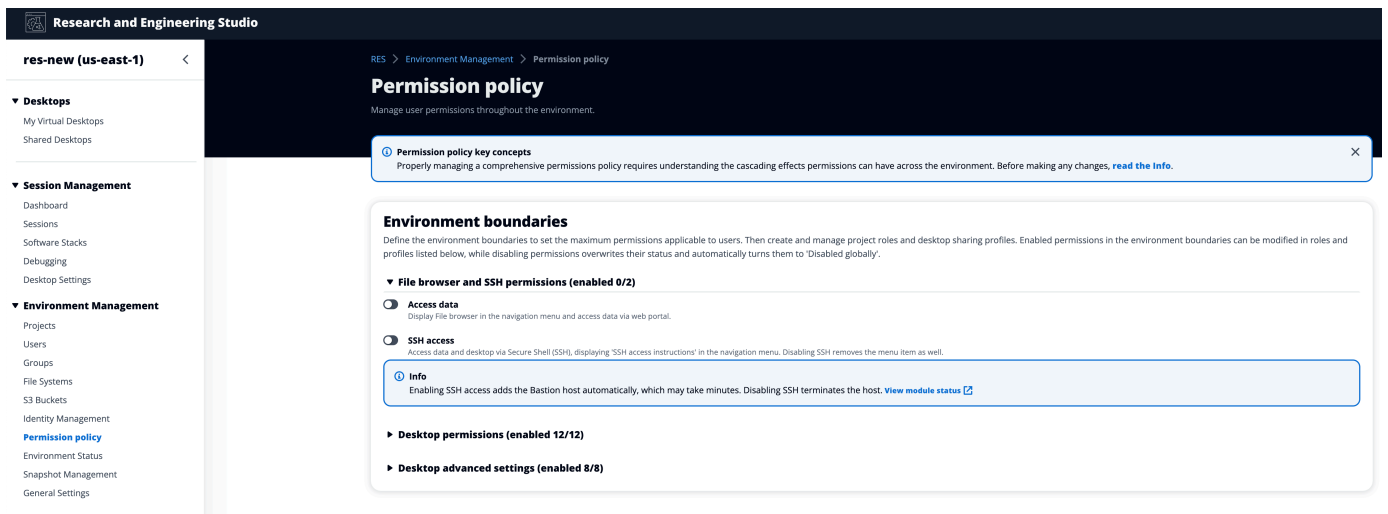 Research and Engineering Studio
res-new (us-east-1)
Desktops
My Virtual Desktops
Shared Desktops
Session Management
Dashboard
Sessions
Software Stacks
Debugging
Desktop Settings
Environment Management
Projects
Users
Groups
File Systems
S3 Buckets
Identity Management
Permission policy
Environment Status
Snapshot Management
General Settings
RES > Environment Management > Permission policy
Permission policy
Manage user permissions throughout the environment.
Permission policy key concepts
Properly managing a comprehensive permissions policy requires understanding the cascading effects permissions can have across the environment. Before making any changes, read the Info.
Environment boundaries
Define the environment boundaries to set the maximum permissions applicable to users. Then create and manage project roles and desktop sharing profiles. Enabled permissions in the environment boundaries can be modified in roles and
profiles listed below, while disabling permissions overwrites their status and automatically turns them to 'Disabled globally'.
File browser and SSH permissions (enabled 0/2)
Access data
Display File browser in the navigation menu and access data via web portal.
SSH access
Access data and desktop via Secure Shell (SSH), displaying 'SSH access instructions' in the navigation menu. Disabling SSH removes the menu item as well.
Info
Enabling SSH access adds the Bastion host automatically, which may take minutes. Disabling SSH terminates the host. View module status
Desktop permissions (enabled 12/12)
Desktop advanced settings (enabled 8/8)